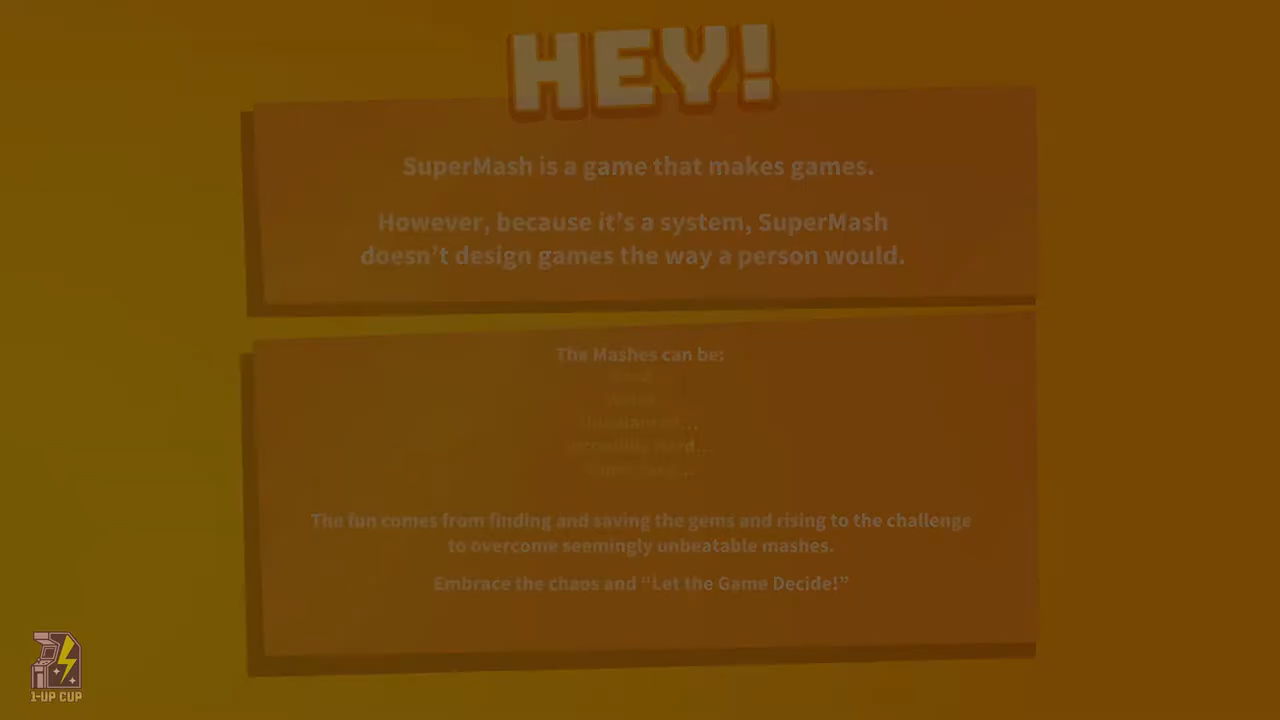 HEY!
SuperMash is a game that makes games.
However, because it's a system, SuperMash
doesn't design games the way a person would.
The Mashes can be:
The fun comes from finding and saving the gems and rising to the challenge
to overcome seemingly unbeatable mashes.
Embrace the chaos and “Let the Game Decide!”
1-UP CUP